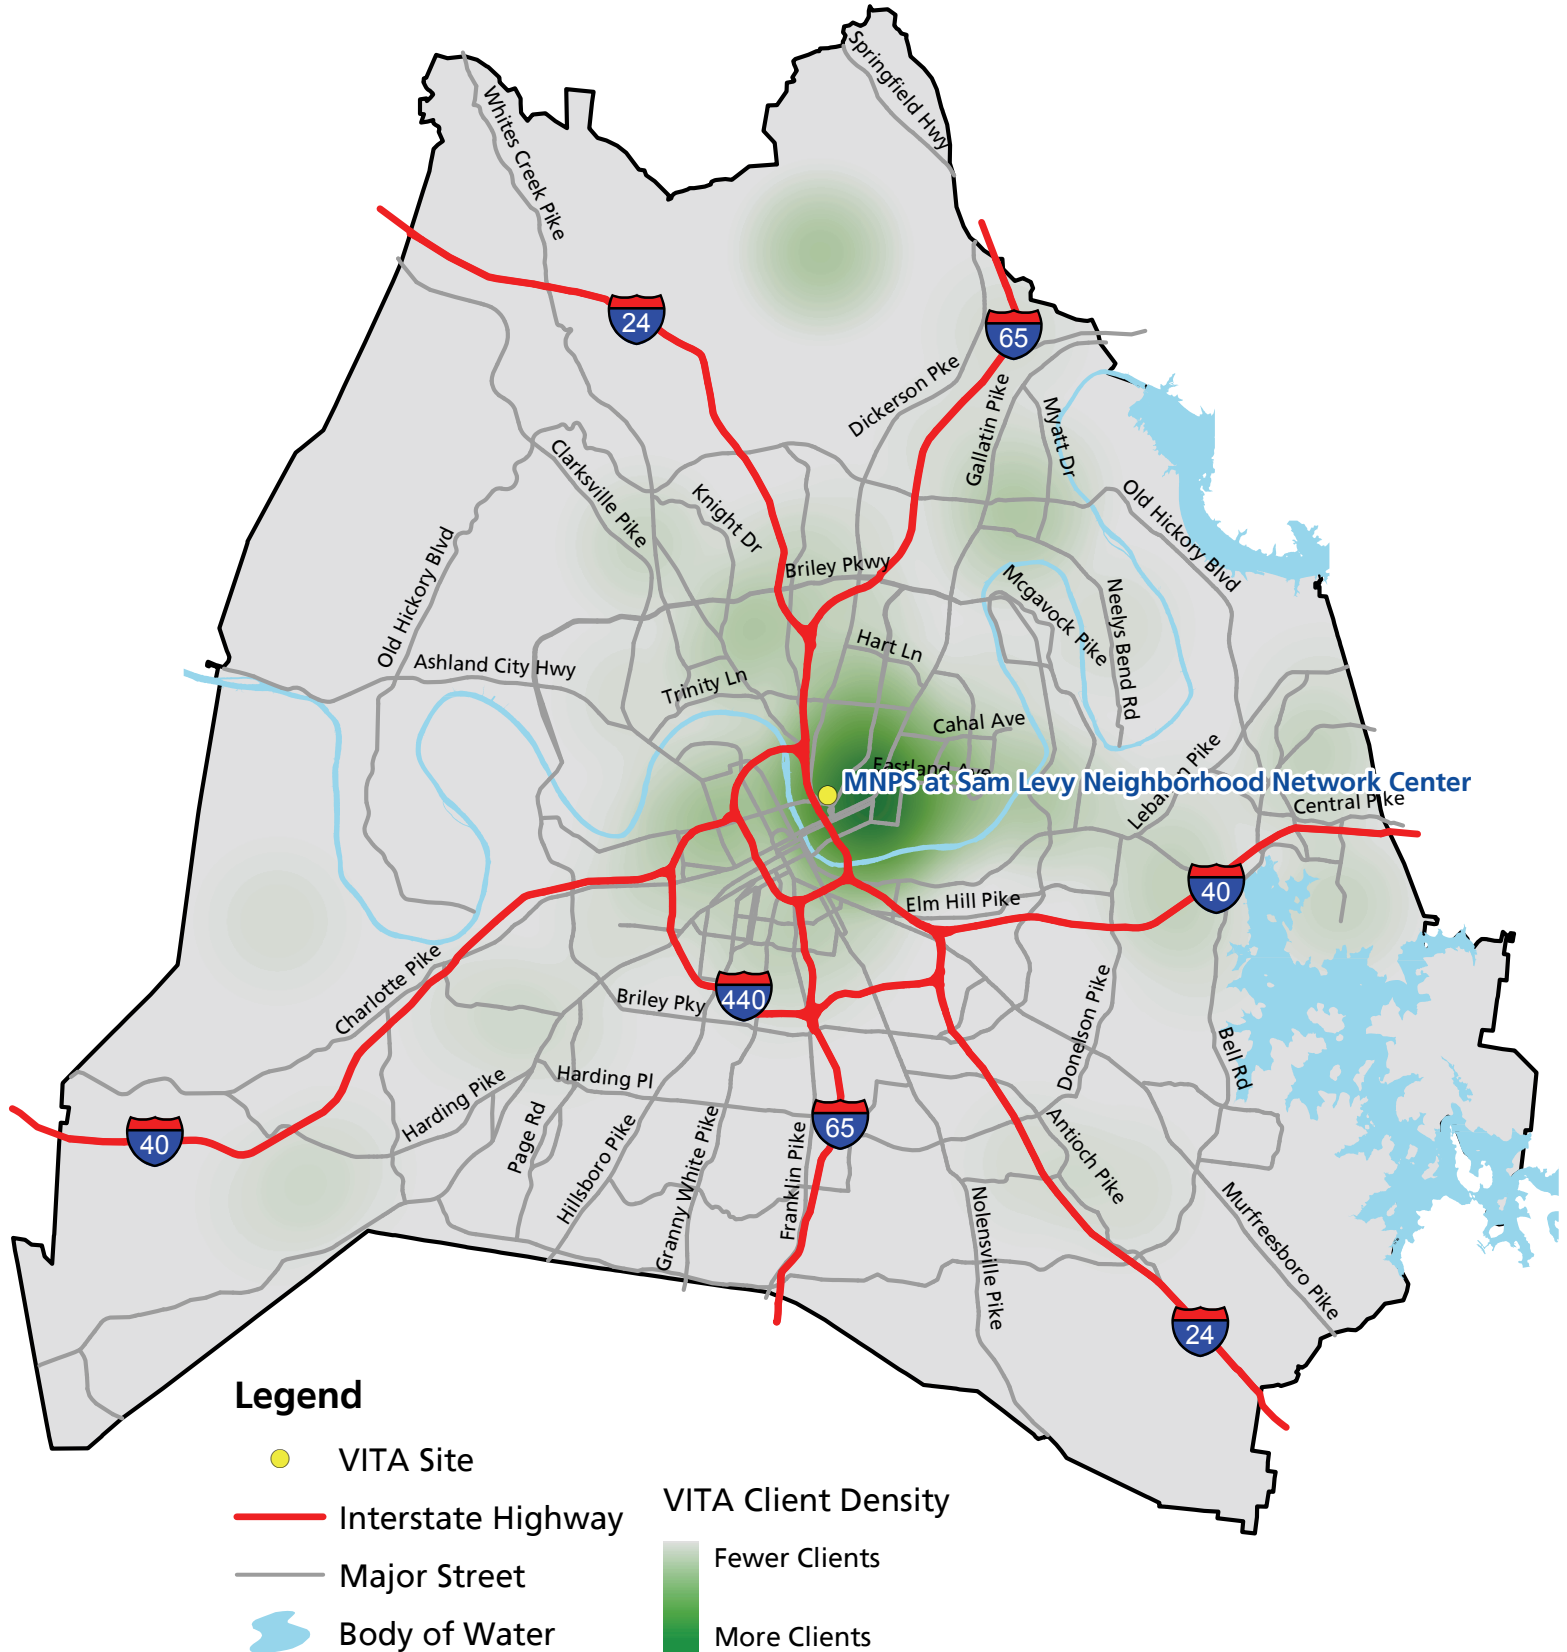 Springfield Hwy
Whites Creek Pike
24
65
Dickerson Pke
Gallatin Pike
Myatt Dr
Clarksville Pike
Knight Dr
Old Hickory Blvd
Old Hickory Blvd
Briley Pkwy
Mcgavock Pike
Neelys Bend Rd
Hart Ln
Ashland City Hwy
Trinity Ln
Cahal Ave
Eastland Ave
MNPS at Sam Levy Neighborhood Network Center
Lebanon Pike
Central Pike
40
Elm Hill Pike
Charlotte Pike
440
Briley Pky
Donelson Pike
Bell Rd
Harding Pl
Harding Pike
Page Rd
Hillsboro Pike
Granny White Pike
Franklin Pike
65
40
Antioch Pike
Nolensville Pike
Murfreesboro Pike
24
Legend
VITA Site
Interstate Highway
Major Street
Body of Water
VITA Client Density
Fewer Clients
More Clients